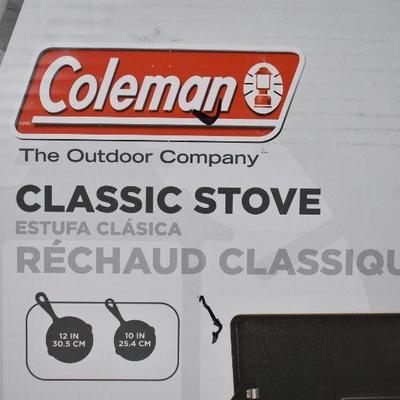 Coleman
The Outdoor Company
CLASSIC STOVE
ESTUFA CLÁSICA
RÉCHAUD CLASSIQU
12 IN
30.5 CM
10 IN
25.4 CM